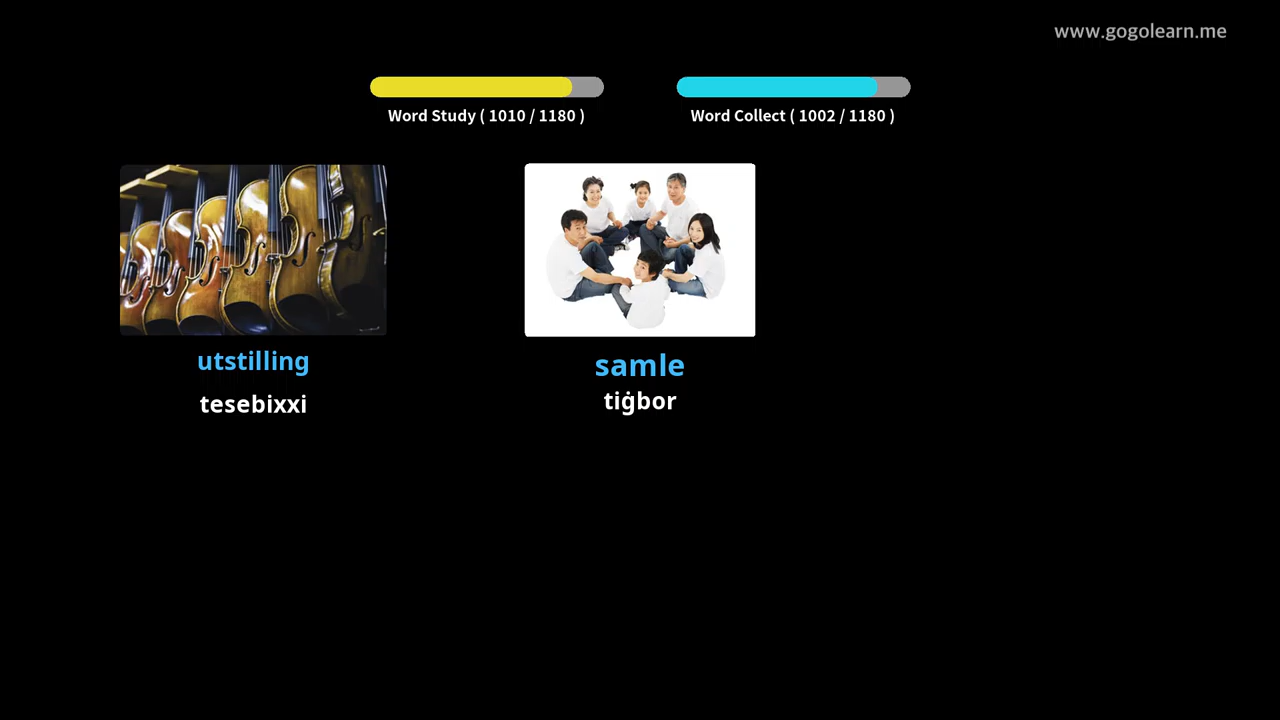 www.gogolearn.me
Word Study ( 1010 / 1180 )
Word Collect ( 1002 / 1180 )
utstilling
tesebixxi
samle
tiġbor